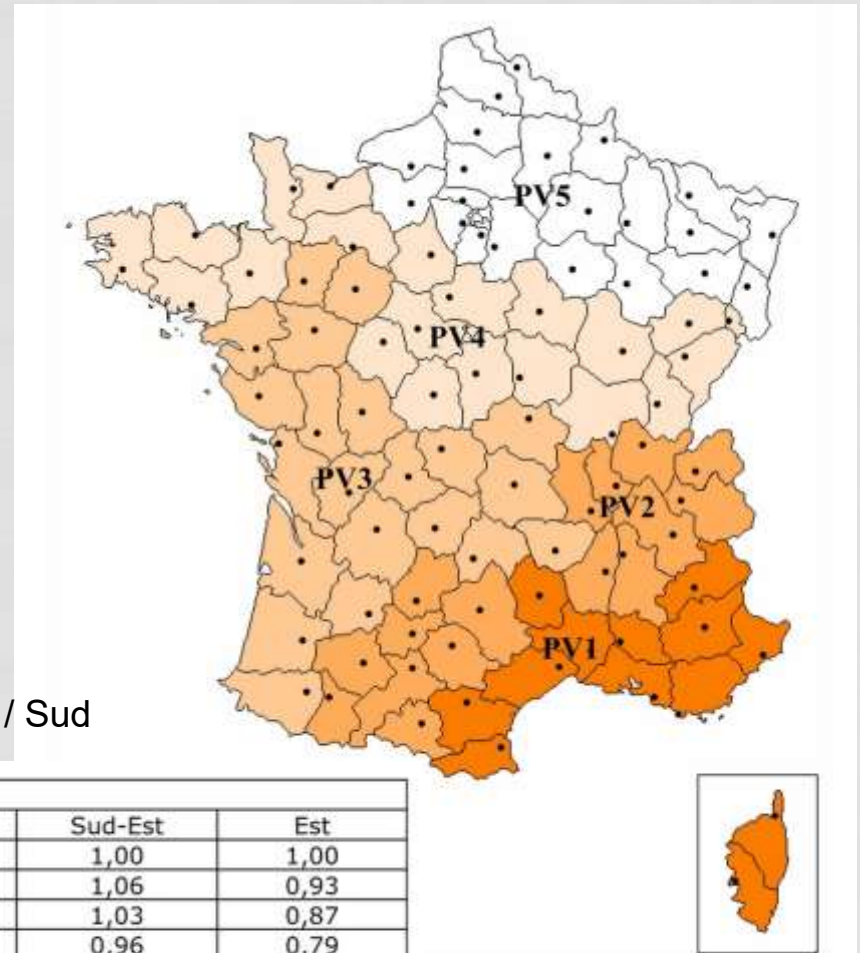 PV5
PV4
PV3
PV2
PV1
/ Sud
Sud-Est Est
1,00 1,00
1,06 0,93
1,03 0,87
0,96 0,79